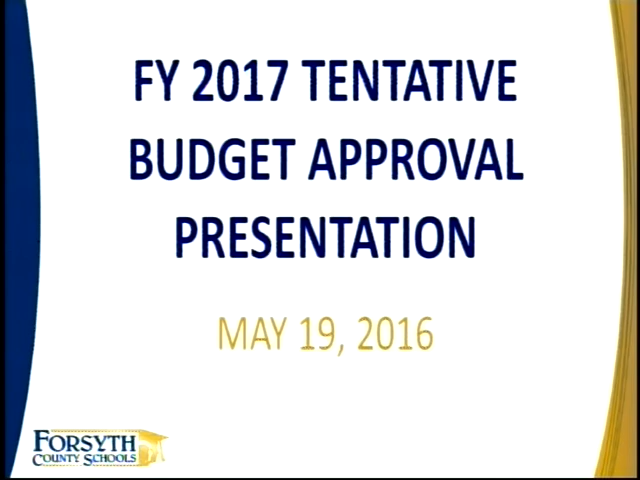 FY 2017 TENTATIVE
BUDGET APPROVAL
PRESENTATION
MAY 19, 2016
FORSYTH
COUNTY SCHOOLS